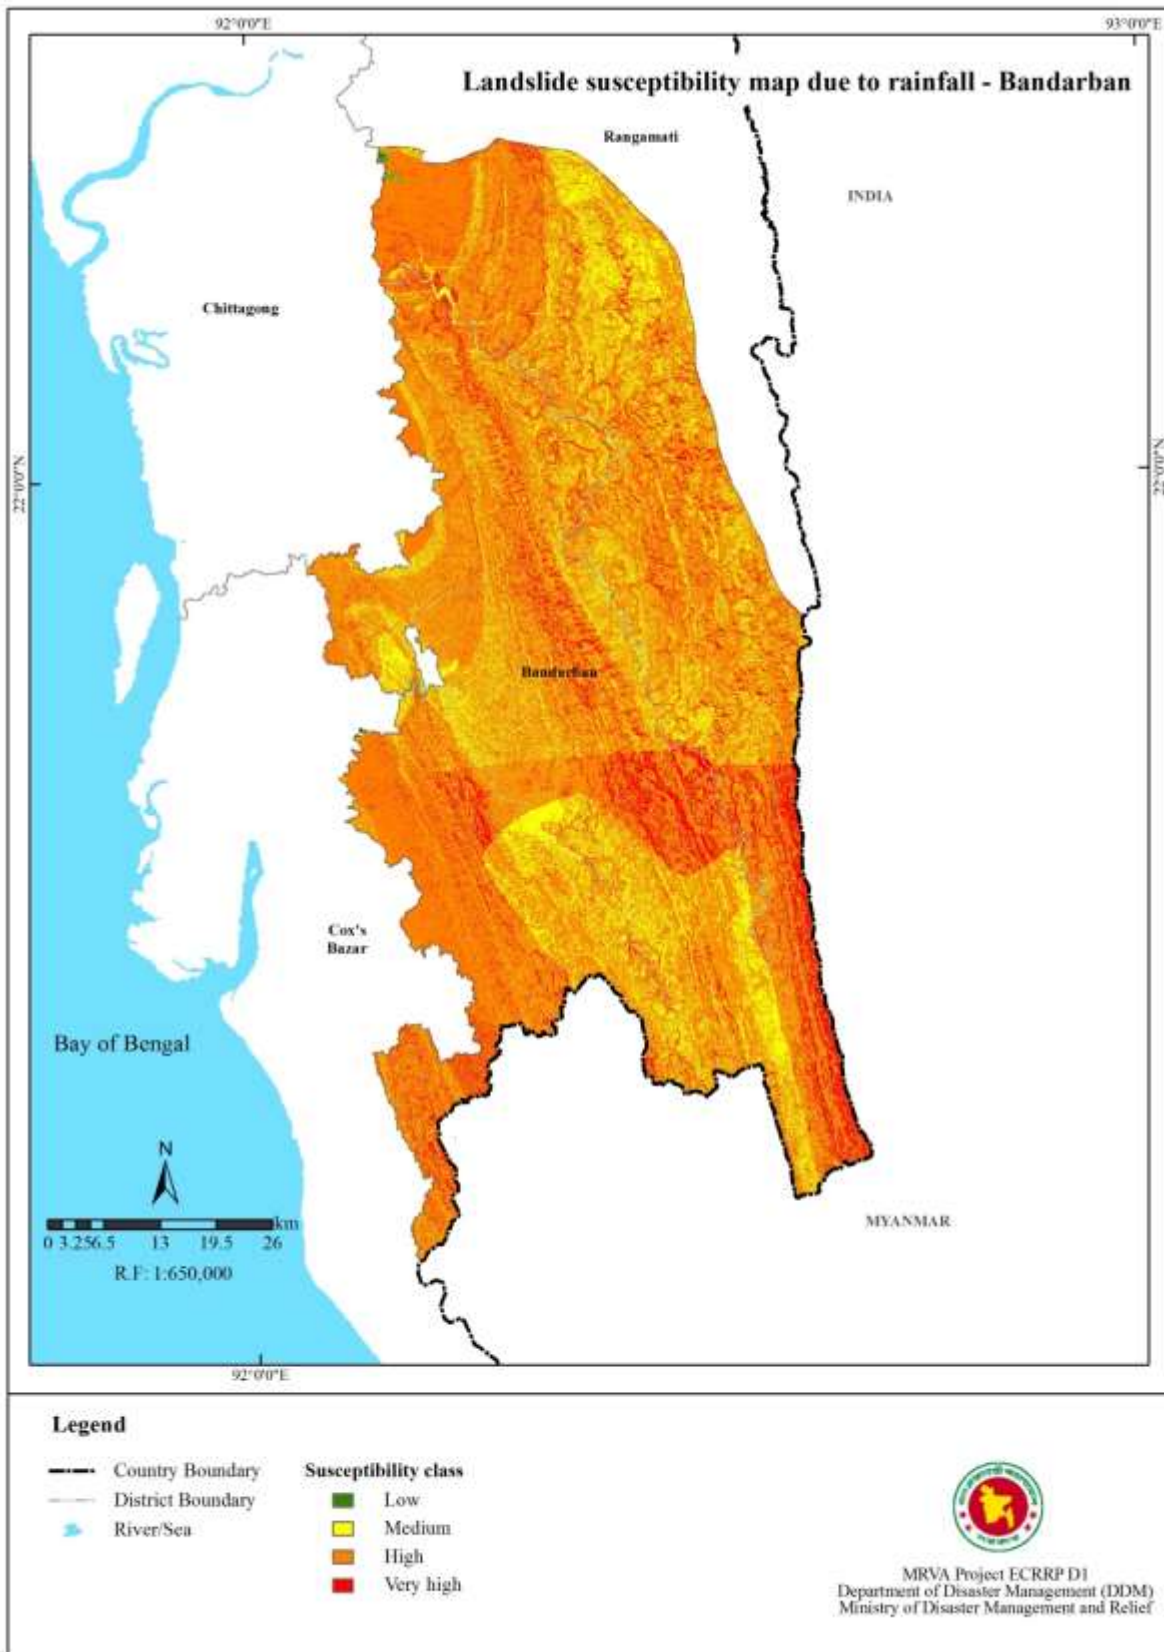 92°0'0"E
93°0'0"E
Landslide susceptibility map due to rainfall - Bandarban
Rangamati
INDIA
Chittagong
22°0'0"N
22°0'0"N
Bandarban
Cox's
Bazar
Bay of Bengal
N
km
0 3.256.5 13 19.5 26
R.F: 1:650,000
MYANMAR
92°0'0"E
Legend
Country Boundary
District Boundary
River/Sea
Susceptibility class
Low
Medium
High
Very high
MRVA Project ECRRP D1
Department of Disaster Management (DDM)
Ministry of Disaster Management and Relief